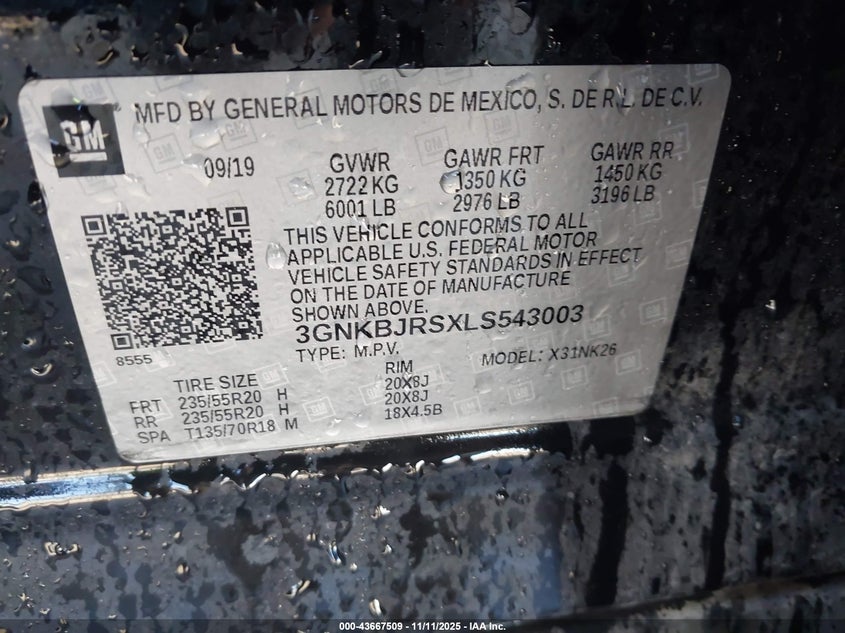 GM
MFD BY GENERAL MOTORS DE MEXICO, S. DE R.L. DE C.V.
09/19 GVWR GAWR FRT GAWR RR
2722 KG 1350 KG 1450 KG
6001 LB 2976 LB 3196 LB
THIS VEHICLE CONFORMS TO ALL
APPLICABLE U.S. FEDERAL MOTOR
VEHICLE SAFETY STANDARDS IN EFFECT
ON THE DATE OF MANUFACTURE
SHOWN ABOVE.
3GNKBJRSXLS543003
8555 TYPE: M.P.V. MODEL: X31NK26
TIRE SIZE RIM
FRT 235/55R20 H 20X8J
RR 235/55R20 H 20X8J
SPA T135/70R18 M 18X4.5B
000-43667509 - 11/11/2025 - IAA Inc.